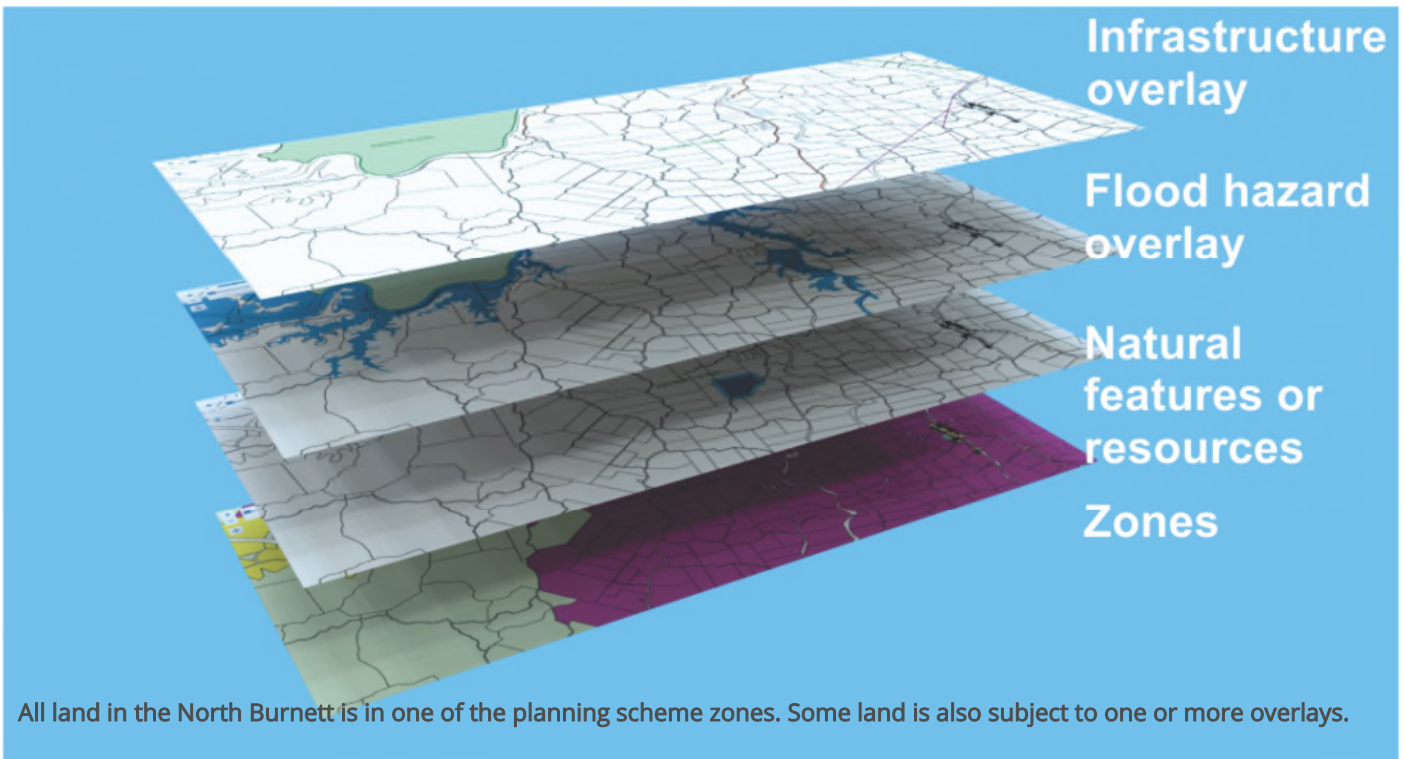 Infrastructure
overlay
Flood hazard
overlay
Natural
features or
resources
Zones
All land in the North Burnett is in one of the planning scheme zones. Some land is also subject to one or more overlays.